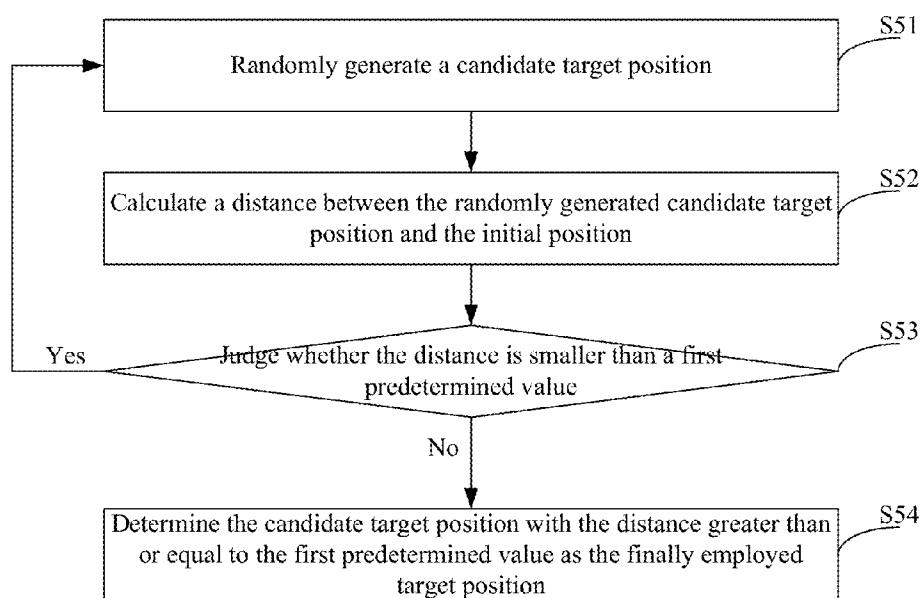 S51
Randomly generate a candidate target position
S52
Calculate a distance between the randomly generated candidate target
position and the initial position
S53
Yes
Judge whether the distance is smaller than a first
predetermined value
No
S54
Determine the candidate target position with the distance greater than
or equal to the first predetermined value as the finally employed
target position